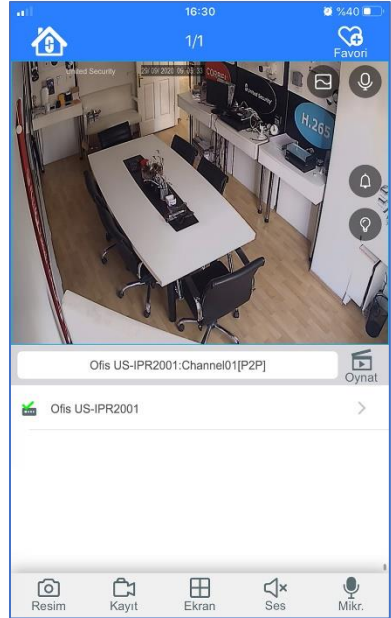 16:30
%40
1/1
Favori
United Security
H.265
Ofis US-IPR2001:Channel01[P2P]
Oynat
Ofis US-IPR2001
Resim
Kayıt
Ekran
Ses
Mikr.